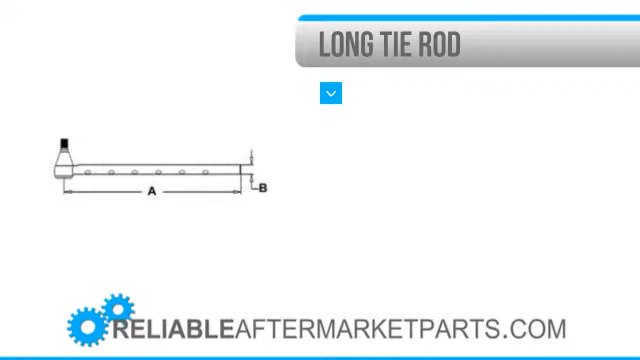 LONG TIE ROD
A
B
RELIABLEAFTERMARKETPARTS.COM